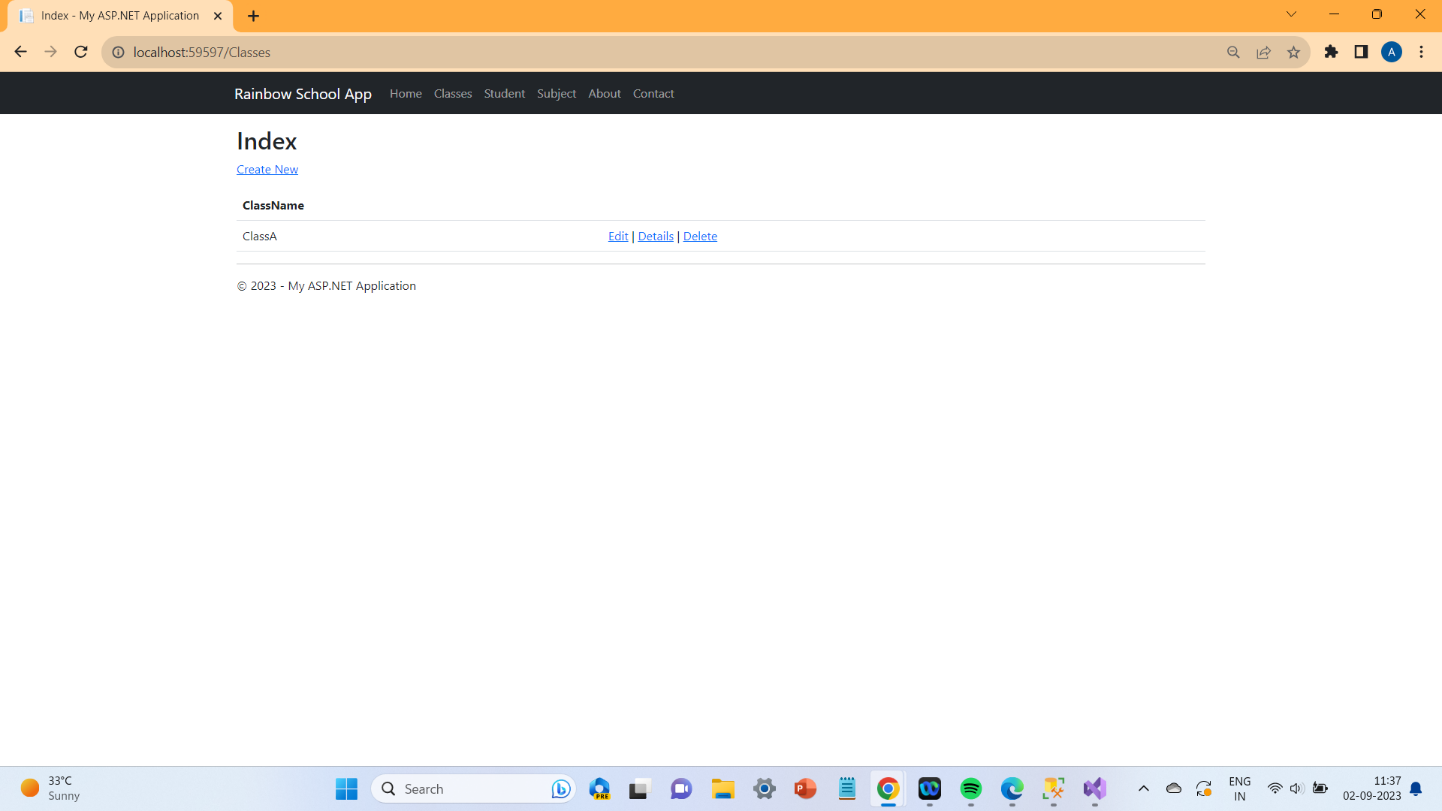 Index - My ASP.NET Application
localhost:59597/Classes
A
Rainbow School App Home Classes Student Subject About Contact
Index
Create New
ClassName
ClassA Edit | Details | Delete
© 2023 - My ASP.NET Application
33°C
Sunny
Search
PRE
P
ENG
IN
11:37
02-09-2023